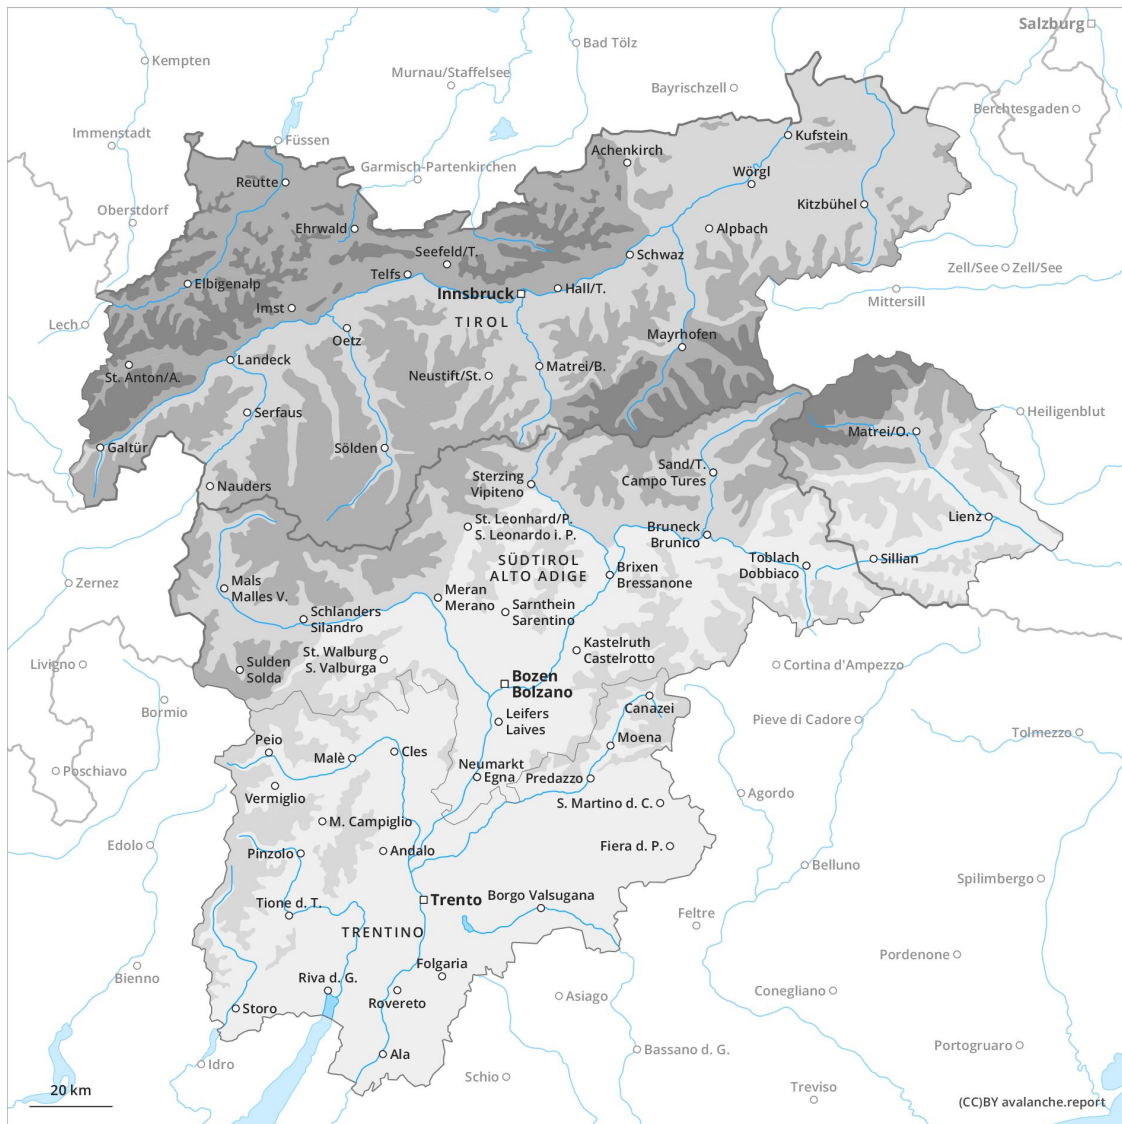 Salzburg
Bad Tölz
Kempten
Murnau/Staffelsee
Bayrischzell
Berchtesgaden
Immenstadt
Füssen
Kufstein
Achenkirch
Garmisch-Partenkirchen
Wörgl
Reutte
Kitzbühel
Oberstdorf
Ehrwald
Alpbach
Seefeld/T.
Schwaz
Telfs
Zell/See
Zell/See
Elbigenalp
Innsbruck
Hall/T.
Mittersill
Imst
Lech
TIROL
Oetz
Mayrhofen
Landeck
Matrei/B.
St. Anton/A.
Neustift/St.
Serfaus
Heiligenblut
Matrei/O.
Galtür
Sölden
Sand/T.
Campo Tures
Sterzing
Vipiteno
Nauders
Lienz
St. Leonhard/P.
S. Leonardo i. P.
Bruneck
Brunico
SÜDTIROL
ALTO ADIGE
Toblach
Dobbiaco
Sillian
Brixen
Bressanone
Zernez
Mals
Malles V.
Meran
Merano
Sarnthein
Sarentino
Schlanders
Silandro
Kastelruth
Castelrotto
St. Walburg
S. Valburga
Livigno
Sulden
Solda
Cortina d'Ampezzo
Bozen
Bolzano
Canazei
Bormio
Leifers
Laives
Pieve di Cadore
Tolmezzo
Moena
Peio
Cles
Malè
Neumarkt
Egna
Predazzo
Poschiavo
Vermiglio
Agordo
S. Martino d. C.
M. Campiglio
Edolo
Pinzolo
Andalo
Fiera d. P.
Belluno
Spilimbergo
Trento
Borgo Valsugana
Tione d. T.
Feltre
TRENTINO
Pordenone
Folgaria
Bienno
Riva d. G.
Conegliano
Rovereto
Asiago
Storo
Portogruaro
Ala
Bassano d. G.
Idro
Schio
Treviso
20 km
(CC)BY avalanche.report